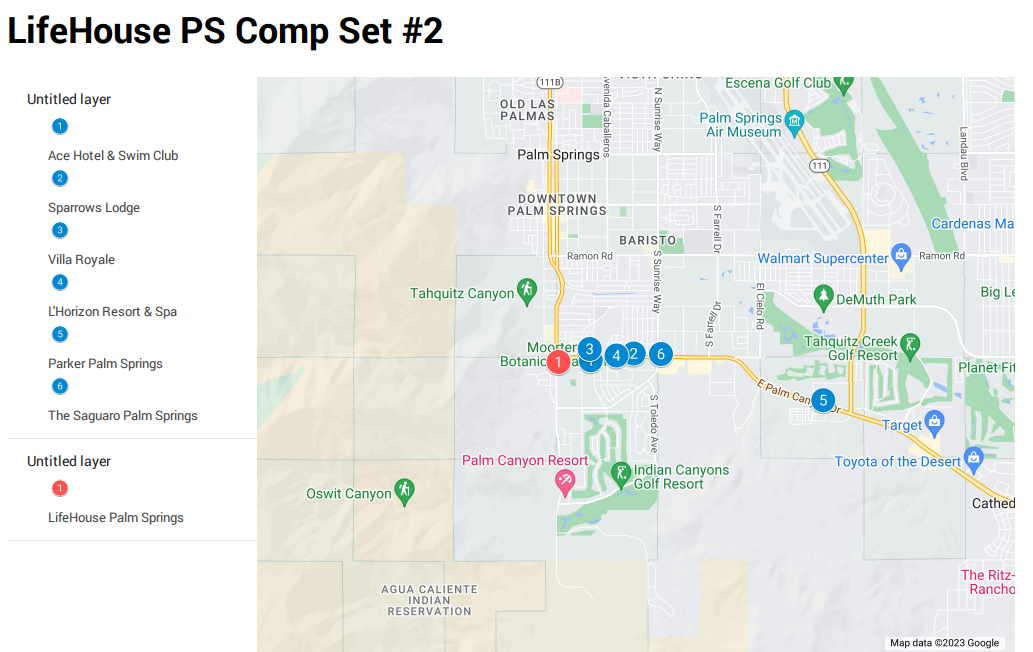 LifeHouse PS Comp Set #2
Untitled layer
1
Ace Hotel & Swim Club
2
Sparrows Lodge
3
Villa Royale
4
L'Horizon Resort & Spa
5
Parker Palm Springs
6
The Saguaro Palm Springs
Untitled layer
1
LifeHouse Palm Springs
111B
Escena Golf Club
OLD LAS
PALMAS
N Sunrise Way
Palm Springs
Air Museum
Landau Blvd
Palm Springs
111
DOWNTOWN
PALM SPRINGS
S Farrell Dr
Cardenas Ma
BARISTO
Ramon Rd
S Sunrise Way
Walmart Supercenter
Ramon Rd
Tahquitz Canyon
El Cielo Rd
DeMuth Park
Big Le
S Farrell Dr
Tahquitz Creek
Golf Resort
Planet Fit
1
3
4
2
6
E Palm Can
Dr
5
S Toledo Ave
Target
Palm Canyon Resort
Toyota of the Desert
Indian Canyons
Golf Resort
Oswit Canyon
Cathed
AGUA CALIENTE
INDIAN
RESERVATION
The Ritz-
Rancho
Map data ©2023 Google